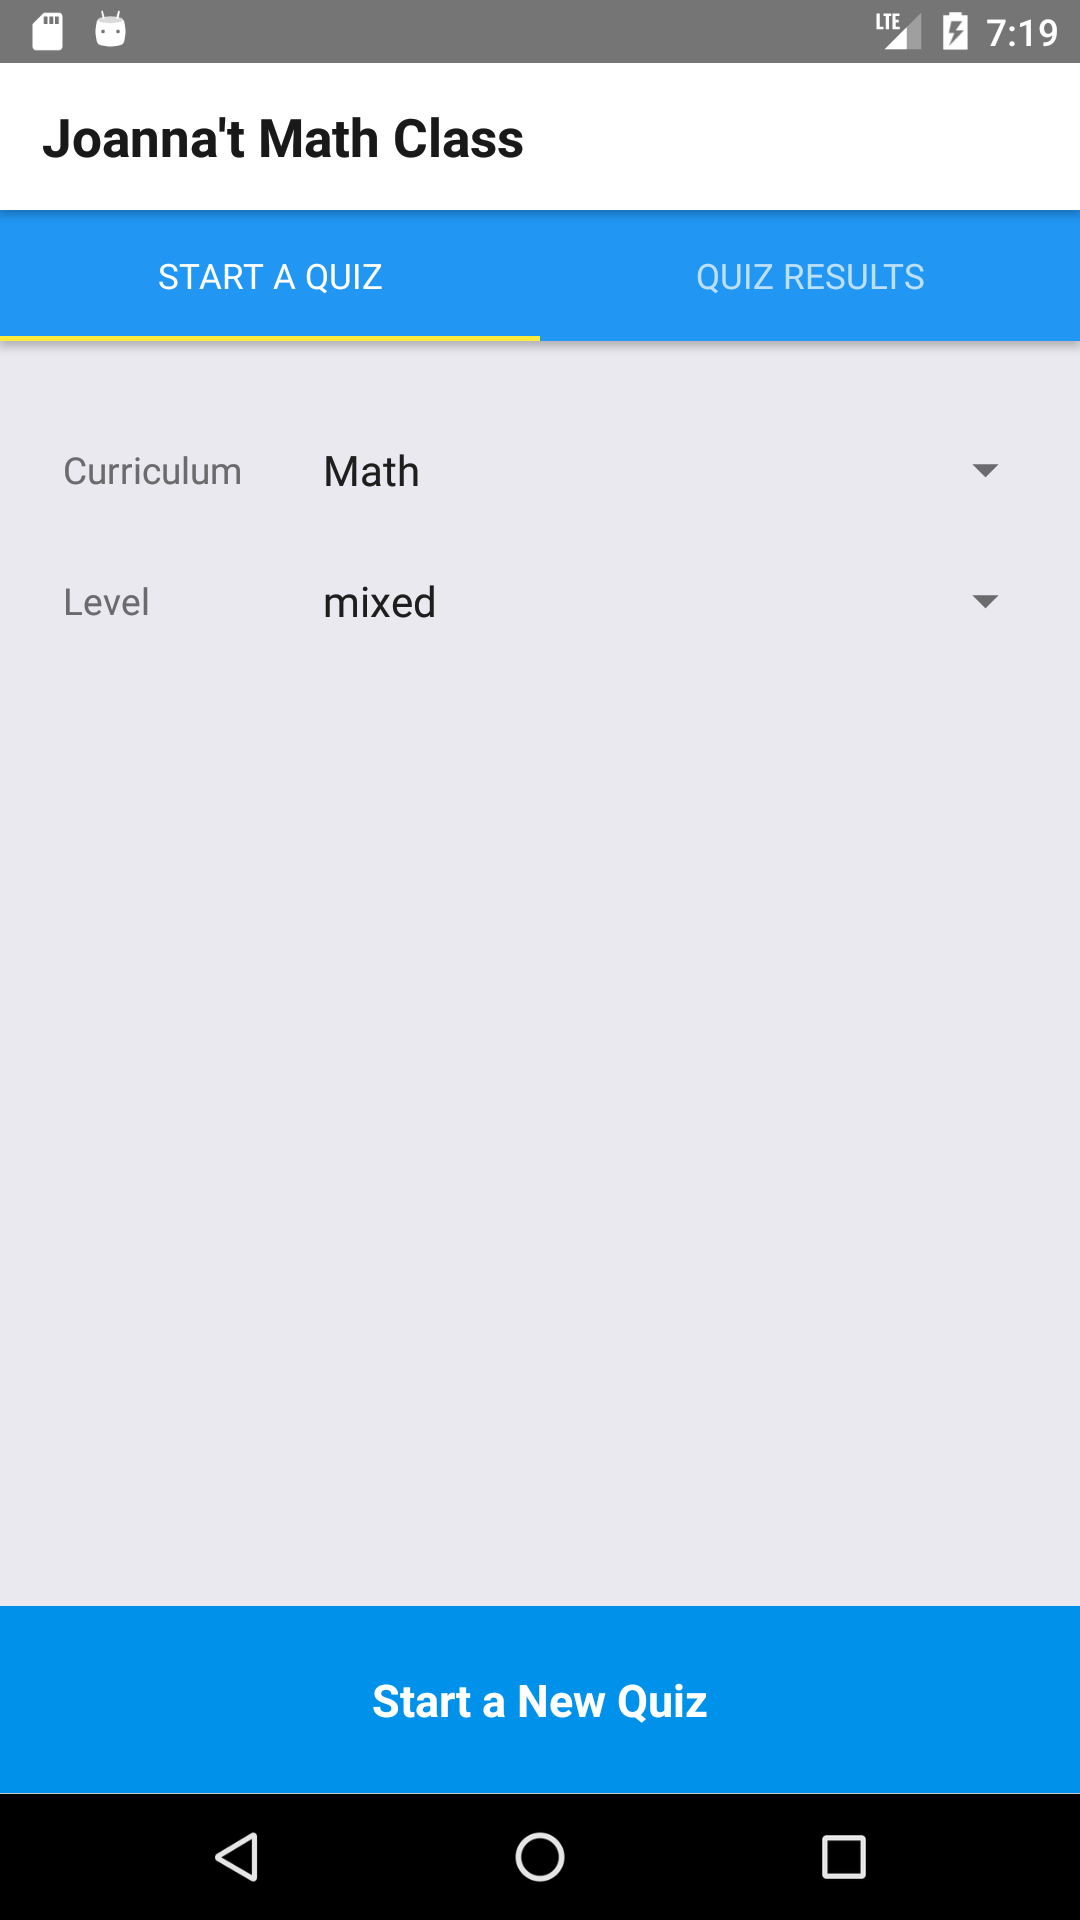 LTE 7:19
Joanna't Math Class
START A QUIZ QUIZ RESULTS
Curriculum Math
Level mixed
Start a New Quiz